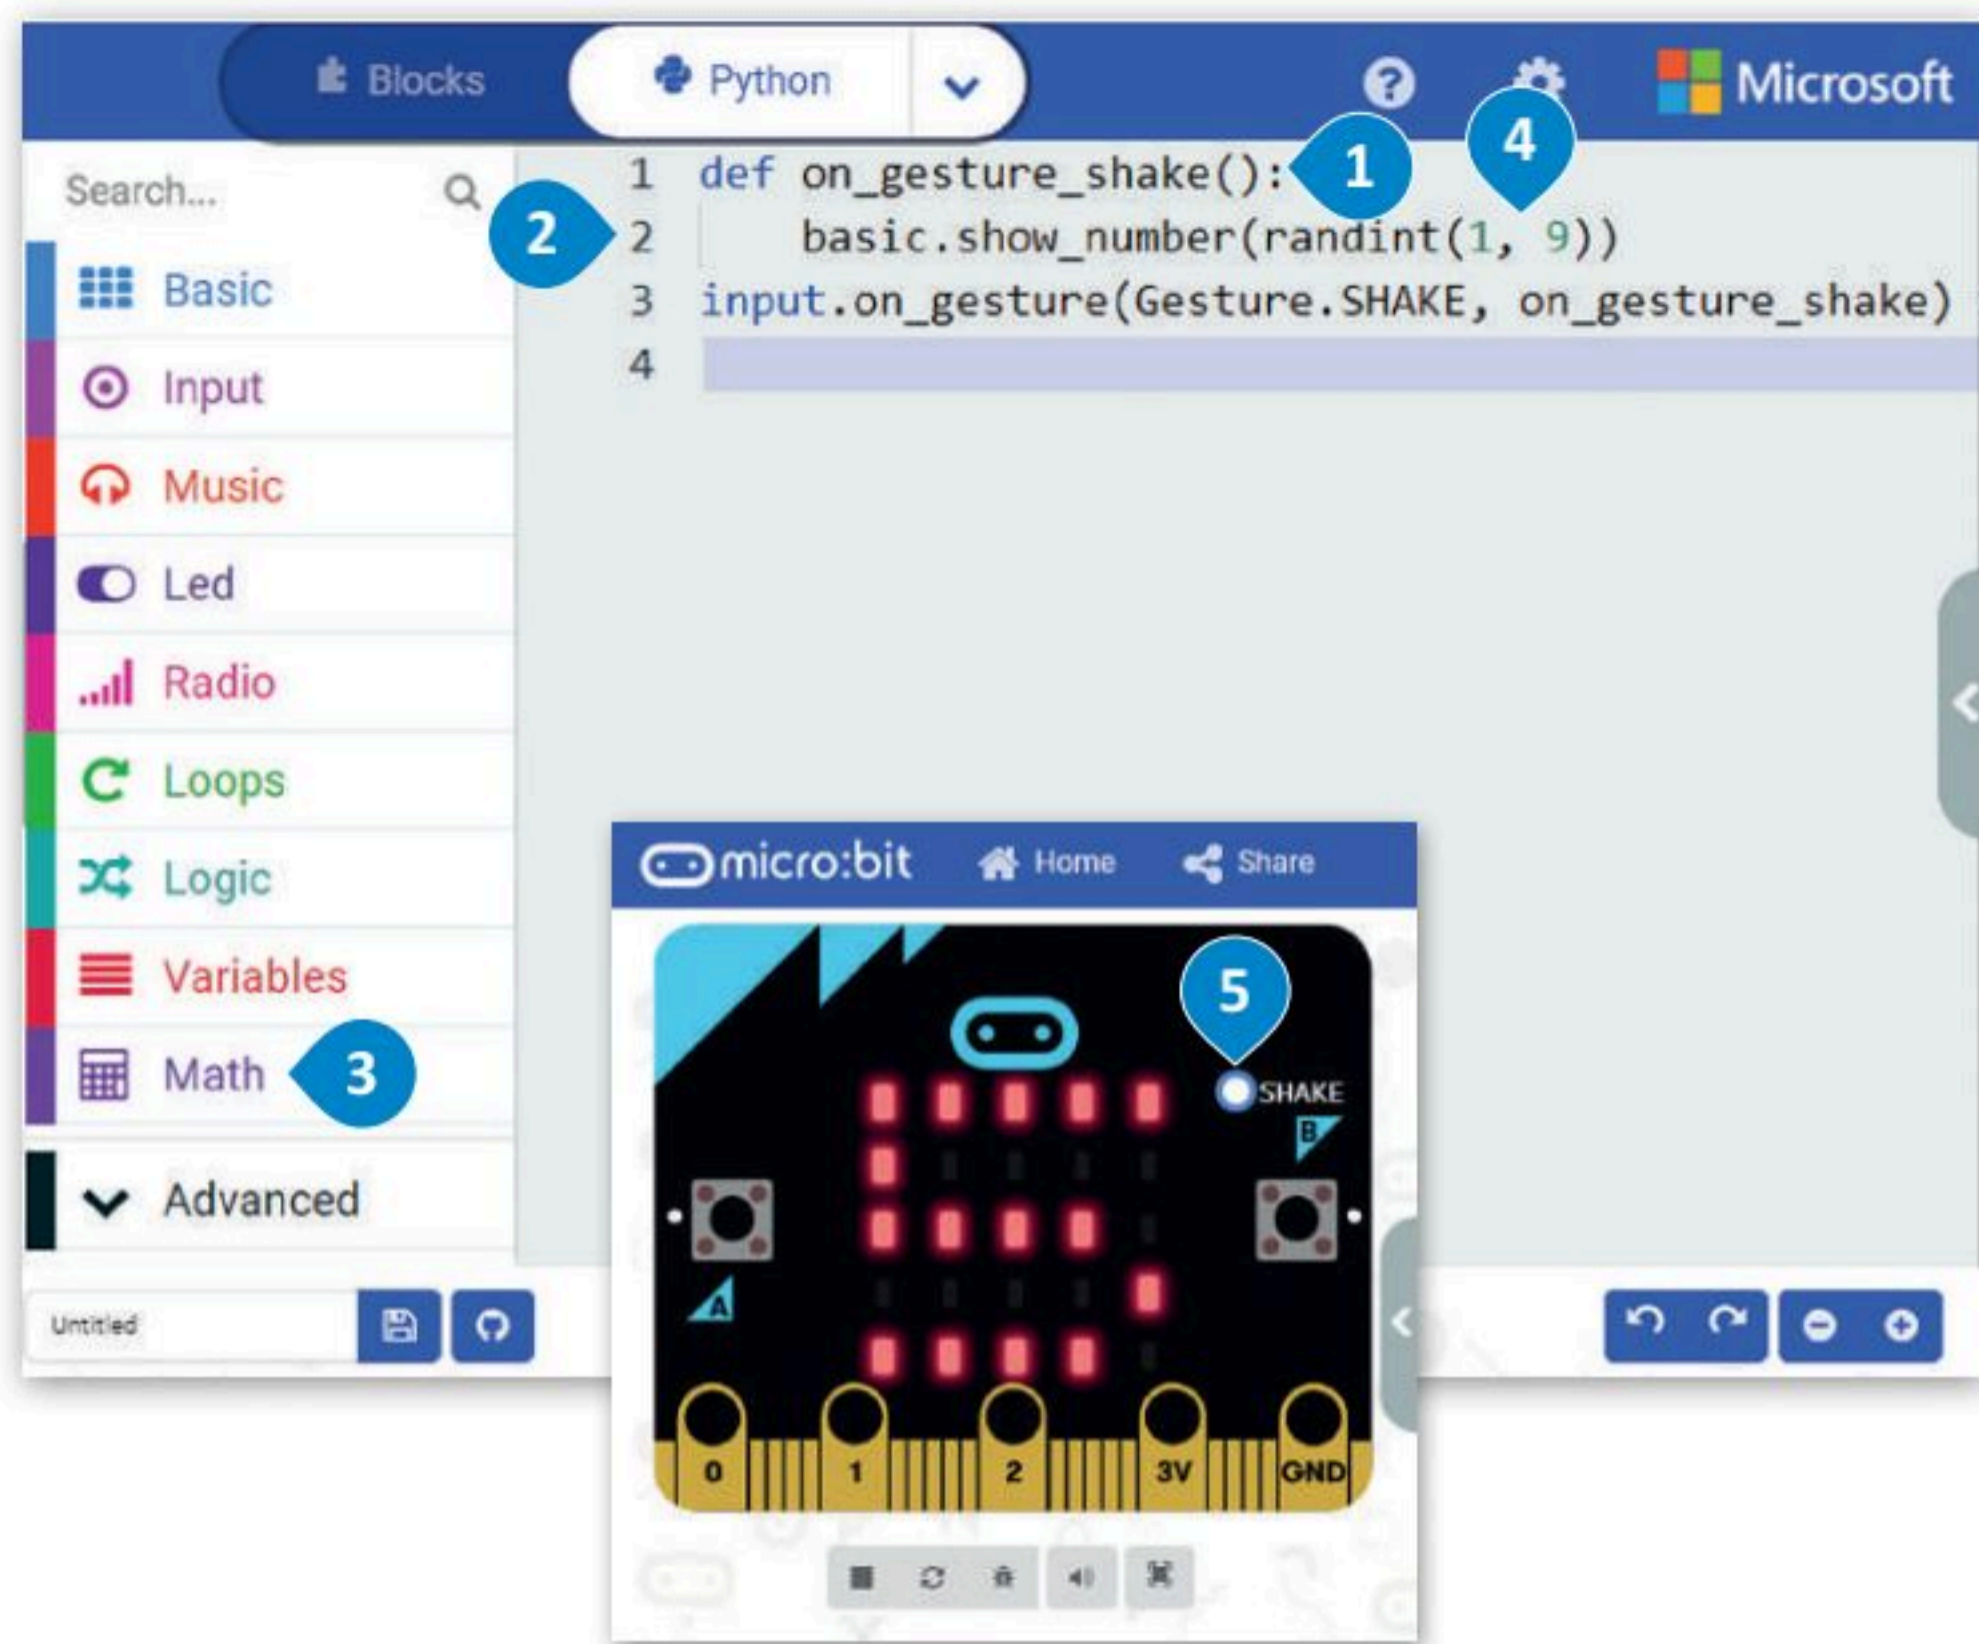 Blocks
Python
Microsoft
Search...
Basic
Input
Music
Led
Radio
Loops
Logic
Variables
Math
Advanced
Untitled
1 def on_gesture_shake():
2 basic.show_number(randint(1, 9))
3 input.on_gesture(Gesture.SHAKE, on_gesture_shake)
4
1
4
2
3
micro:bit Home Share
5
SHAKE
B
A
0 1 2 3V GND